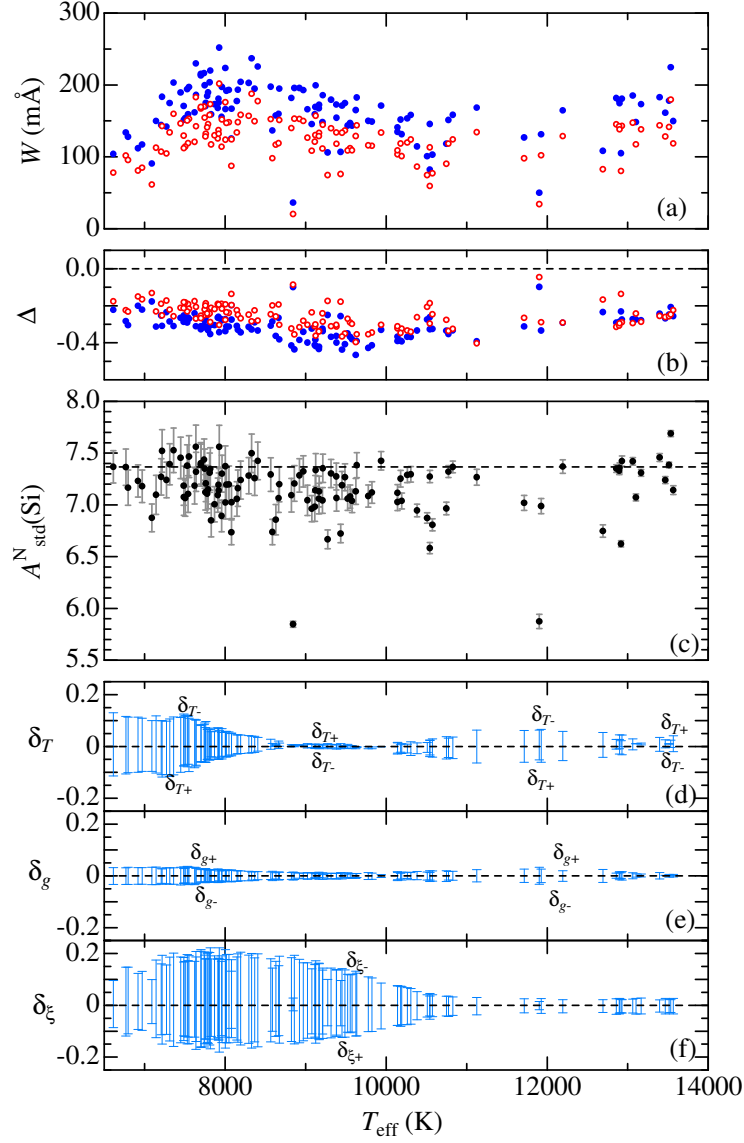 300
200
100
0
W (mÅ)
(a)
0.0
-0.4
Δ
(b)
8.0
7.5
7.0
6.5
6.0
5.5
A^N_std(Si)
(c)
0.2
0
-0.2
δ_T
δ_T-
δ_T+
δ_T+
δ_T-
δ_T-
δ_T+
δ_T+
δ_T-
(d)
0.2
0
-0.2
δ_g
δ_g+
δ_g-
δ_g+
δ_g-
(e)
0.2
0
-0.2
δ_ξ
δ_ξ-
δ_ξ+
(f)
8000 10000 12000 14000
T_eff (K)